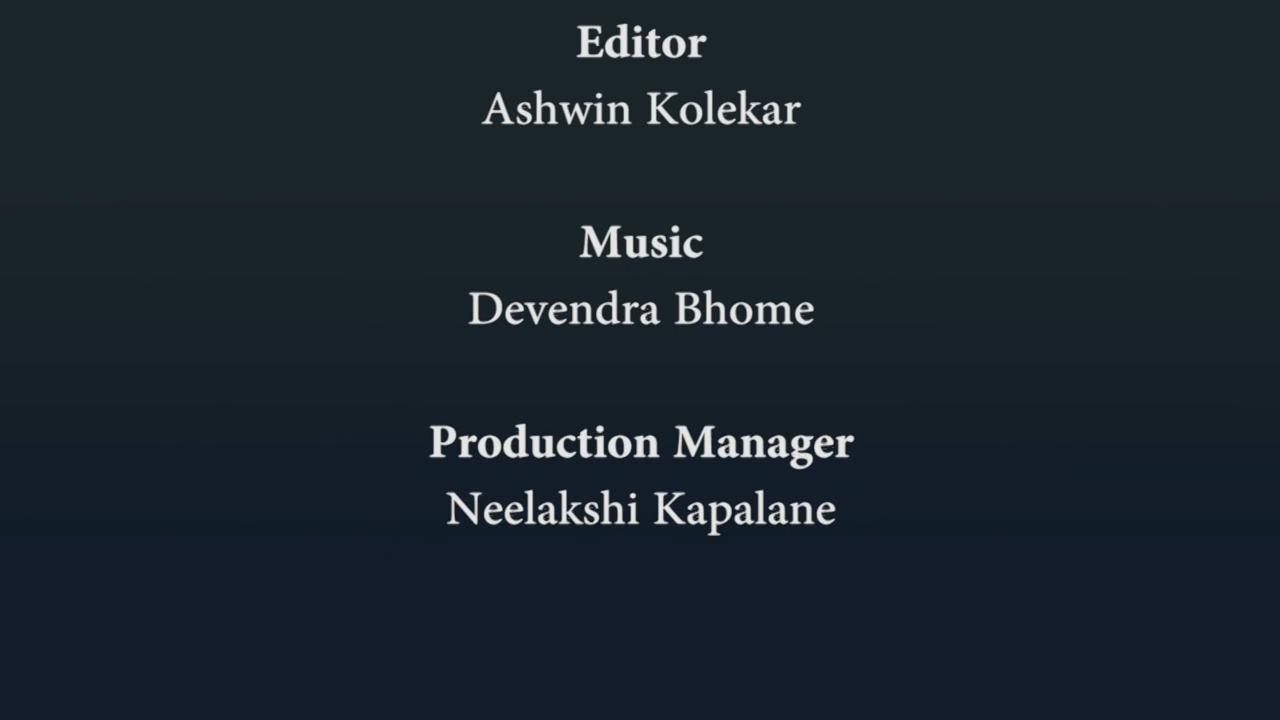 Editor
Ashwin Kolekar
Music
Devendra Bhome
Production Manager
Neelakshi Kapalane